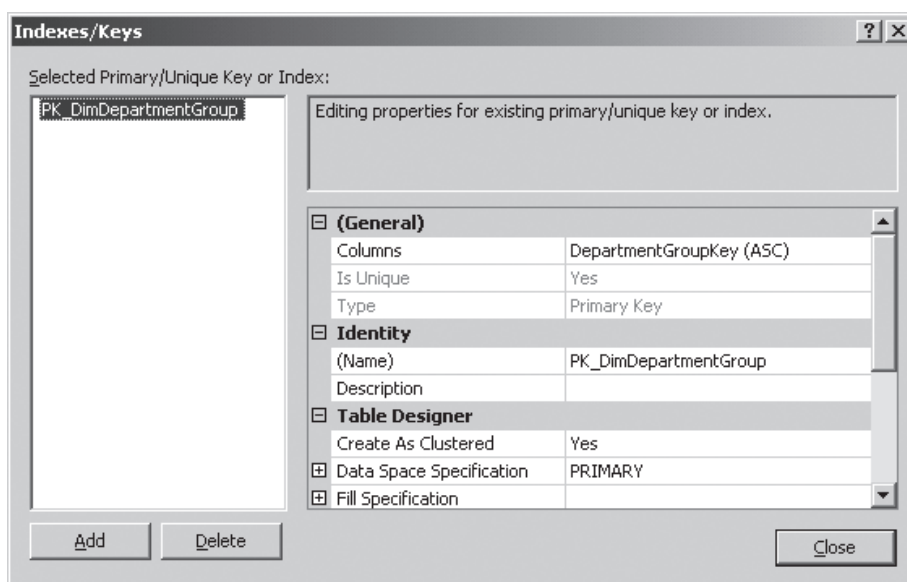 Indexes/Keys
Selected Primary/Unique Key or Index:
PK_DimDepartmentGroup
Editing properties for existing primary/unique key or index.
(General)
Columns DepartmentGroupKey (ASC)
Is Unique Yes
Type Primary Key
Identity
(Name) PK_DimDepartmentGroup
Description
Table Designer
Create As Clustered Yes
Data Space Specification PRIMARY
Fill Specification
Add Delete
Close